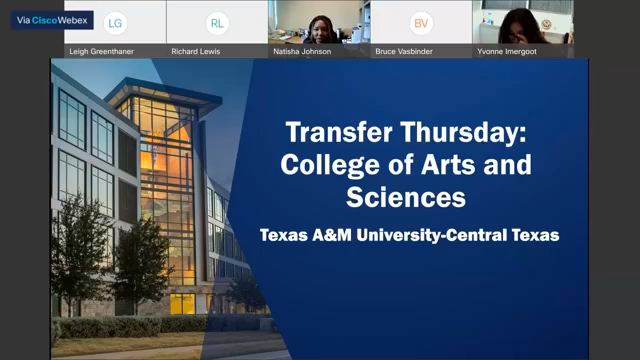 Via Cisco Webex
LG
RL
BV
Leigh Greenthaner
Richard Lewis
Natisha Johnson
Bruce Vasbinder
Yvonne Imergoot
Transfer Thursday:
College of Arts and
Sciences
Texas A&M University-Central Texas